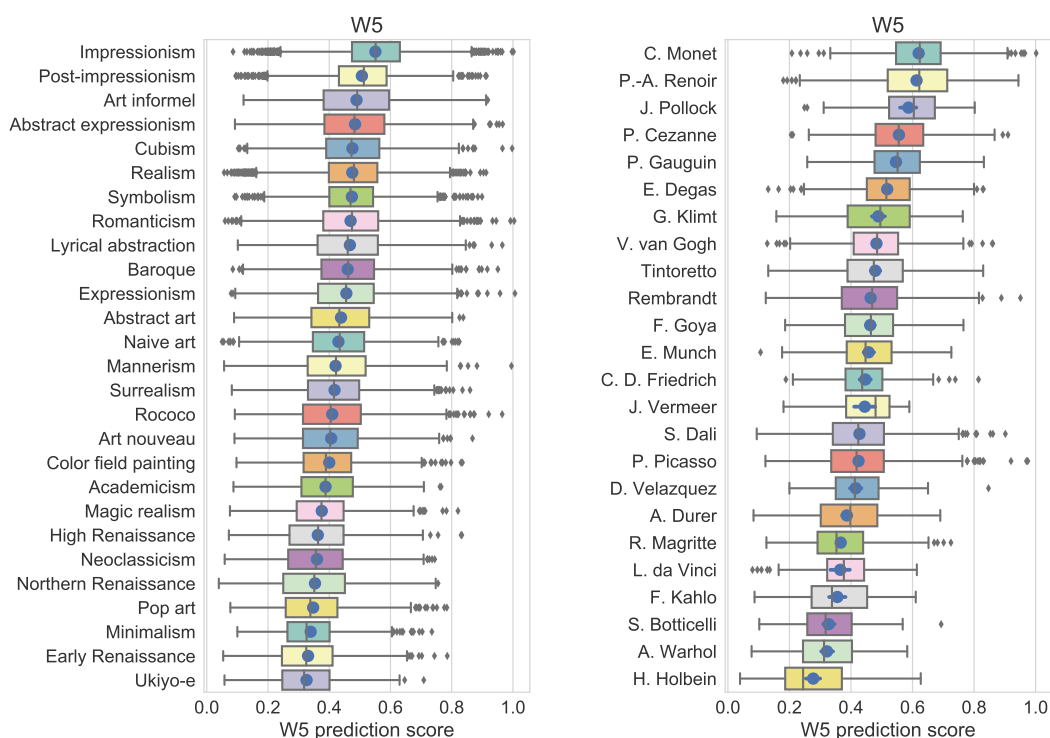 W5
Impressionism
Post-impressionism
Art informel
Abstract expressionism
Cubism
Realism
Symbolism
Romanticism
Lyrical abstraction
Baroque
Expressionism
Abstract art
Naive art
Mannerism
Surrealism
Rococo
Art nouveau
Color field painting
Academicism
Magic realism
High Renaissance
Neoclassicism
Northern Renaissance
Pop art
Minimalism
Early Renaissance
Ukiyo-e
0.0 0.2 0.4 0.6 0.8 1.0
W5 prediction score
W5
C. Monet
P.-A. Renoir
J. Pollock
P. Cezanne
P. Gauguin
E. Degas
G. Klimt
V. van Gogh
Tintoretto
Rembrandt
F. Goya
E. Munch
C. D. Friedrich
J. Vermeer
S. Dali
P. Picasso
D. Velazquez
A. Durer
R. Magritte
L. da Vinci
F. Kahlo
S. Botticelli
A. Warhol
H. Holbein
0.0 0.2 0.4 0.6 0.8 1.0
W5 prediction score